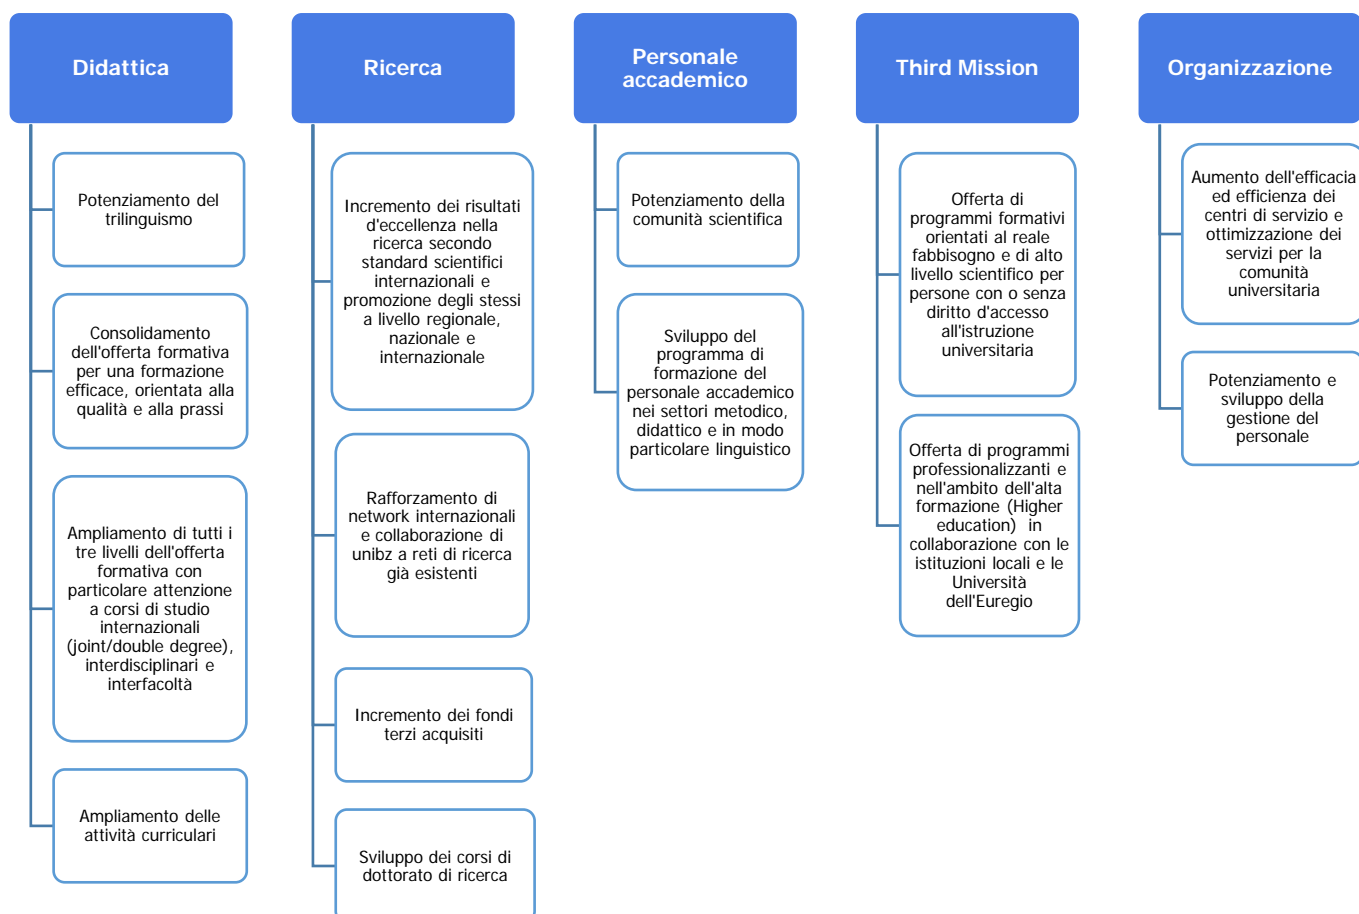 Didattica
Potenziamento del
trilinguismo
Consolidamento
dell'offerta formativa
per una formazione
efficace, orientata alla
qualità e alla prassi
Ampliamento di tutti i
tre livelli dell'offerta
formativa con
particolare attenzione
a corsi di studio
internazionali
(joint/double degree),
interdisciplinari e
interfacoltà
Ampliamento delle
attività curriculari
Ricerca
Incremento dei risultati
d'eccellenza nella
ricerca secondo
standard scientifici
internazionali e
promozione degli stessi
a livello regionale,
nazionale e
internazionale
Rafforzamento di
network internazionali
e collaborazione di
unibz a reti di ricerca
già esistenti
Incremento dei fondi
terzi acquisiti
Sviluppo dei corsi di
dottorato di ricerca
Personale
accademico
Potenziamento della
comunità scientifica
Sviluppo del
programma di
formazione del
personale accademico
nei settori metodico,
didattico e in modo
particolare linguistico
Third Mission
Offerta di
programmi formativi
orientati al reale
fabbisogno e di alto
livello scientifico per
persone con o senza
diritto d'accesso
all'istruzione
universitaria
Offerta di programmi
professionalizzanti e
nell'ambito dell'alta
formazione (Higher
education) in
collaborazione con le
istituzioni locali e le
Università
dell'Euregio
Organizzazione
Aumento dell'efficacia
ed efficienza dei
centri di servizio e
ottimizzazione dei
servizi per la
comunità
universitaria
Potenziamento e
sviluppo della
gestione del
personale